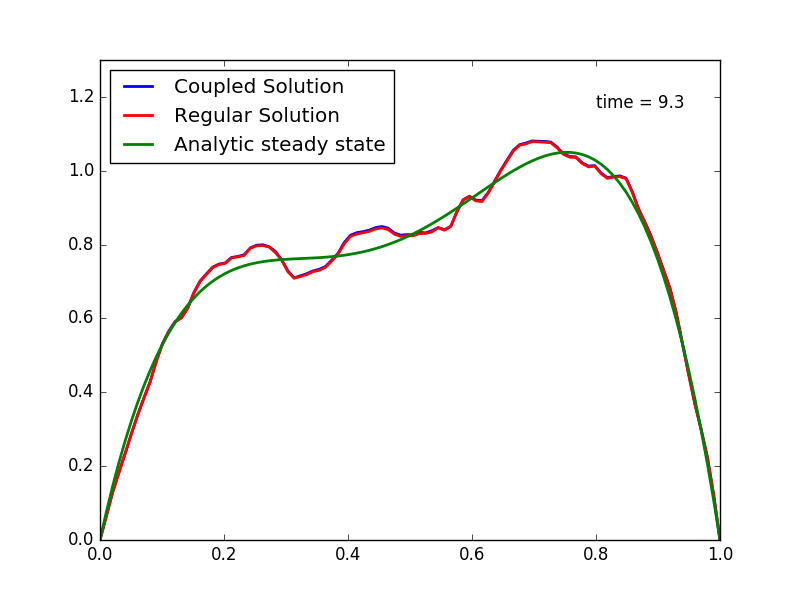 Coupled Solution
Regular Solution
Analytic steady state
time = 9.3
1.2
1.0
0.8
0.6
0.4
0.2
0.0
0.0 0.2 0.4 0.6 0.8 1.0